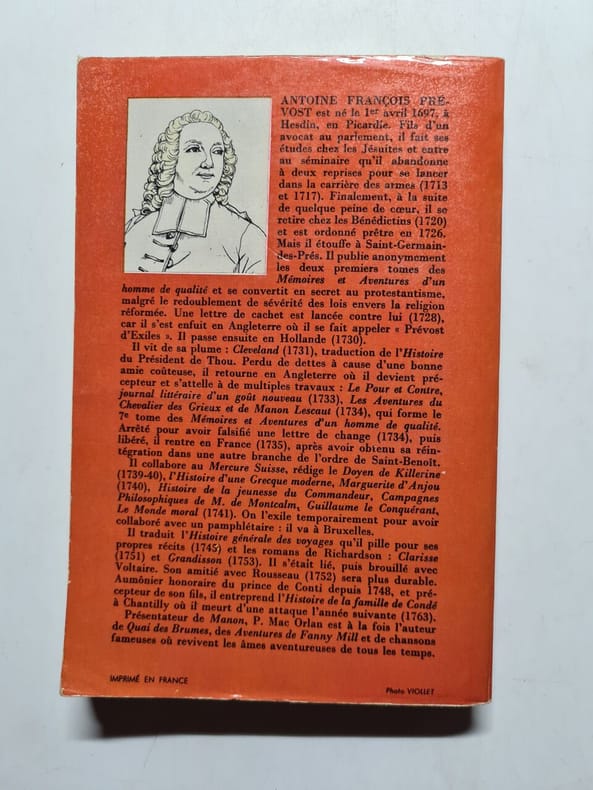 ANTOINE FRANÇOIS PRÉ-
VOST est né le 1er avril 1697, à
Hesdin, en Picardie. Fils d'un
avocat au parlement, il fait ses
études chez les Jésuites et entre
au séminaire qu'il abandonne
à deux reprises pour se lancer
dans la carrière des armes (1713
et 1717). Finalement, à la suite
de quelque peine de cœur, il se
retire chez les Bénédictins (1720)
et est ordonné prêtre en 1726.
Mais il étouffe à Saint-Germain-
des-Prés. Il publie anonymement
les deux premiers tomes des
Mémoires et Aventures d'un
homme de qualité et se convertit en secret au protestantisme,
malgré le redoublement de sévérité des lois envers la religion
réformée. Une lettre de cachet est lancée contre lui (1728),
car il s'est enfuit en Angleterre où il se fait appeler « Prévost
d'Exiles ». Il passe ensuite en Hollande (1730).
Il vit de sa plume : Cleveland (1731), traduction de l'Histoire
du Président de Thou. Perdu de dettes à cause d'une bonne
amie coûteuse, il retourne en Angleterre où il devient pré-
cepteur et s'attelle à de multiples travaux : Le Pour et Contre,
journal littéraire d'un goût nouveau (1733), Les Aventures du
Chevalier des Grieux et de Manon Lescaut (1734), qui forme le
7e tome des Mémoires et Aventures d'un homme de qualité.
Arrêté pour avoir falsifié une lettre de change (1734), puis
libéré, il rentre en France (1735), après avoir obtenu sa réin-
tégration dans une autre branche de l'ordre de Saint-Benoît.
Il collabore au Mercure Suisse, rédige le Doyen de Killerine
(1739-40), l'Histoire d'une Grecque moderne, Marguerite d'Anjou
(1740), Histoire de la jeunesse du Commandeur, Campagnes
Philosophiques de M. de Montcalm, Guillaume le Conquérant,
Le Monde moral (1741). On l'exile temporairement pour avoir
collaboré avec un pamphlétaire : il va à Bruxelles.
Il traduit l'Histoire générale des voyages qu'il pille pour ses
propres récits (1745) et les romans de Richardson : Clarisse
(1751) et Grandisson (1753). Il s'était lié, puis brouillé avec
Voltaire. Son amitié avec Rousseau (1752) sera plus durable.
Aumônier honoraire du prince de Conti depuis 1748, et pré-
cepteur de son fils, il entreprend l'Histoire de la famille de Condé
à Chantilly où il meurt d'une attaque l'année suivante (1763).
Présentateur de Manon, P. Mac Orlan est à la fois l'auteur
de Quai des Brumes, des Aventures de Fanny Mill et de chansons
fameuses où revivent les âmes aventureuses de tous les temps.
IMPRIMÉ EN FRANCE
Photo VIOLLET